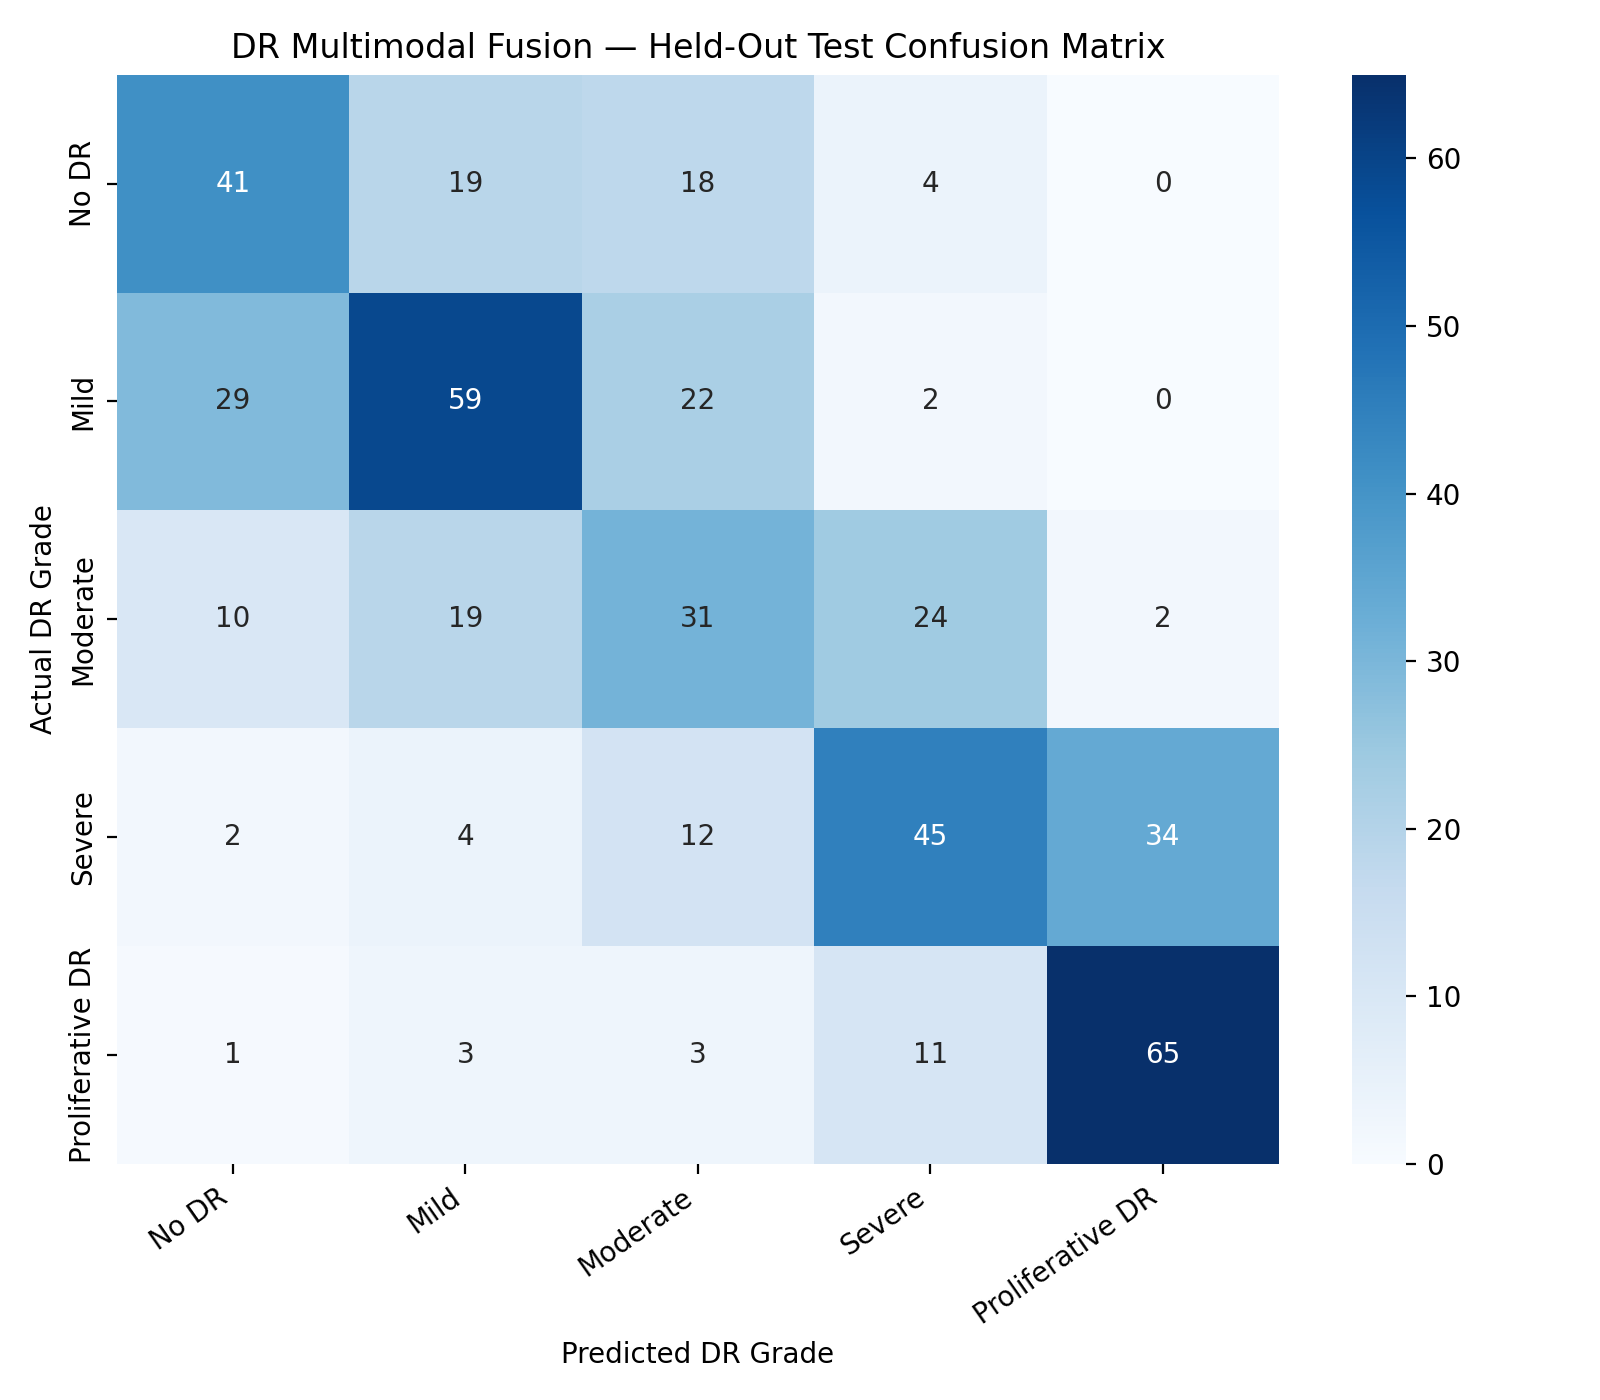 DR Multimodal Fusion — Held-Out Test Confusion Matrix
No DR 41 19 18 4 0
Mild 29 59 22 2 0
Moderate 10 19 31 24 2
Severe 2 4 12 45 34
Proliferative DR 1 3 3 11 65
Actual DR Grade
No DR Mild Moderate Severe Proliferative DR
Predicted DR Grade
60
50
40
30
20
10
0